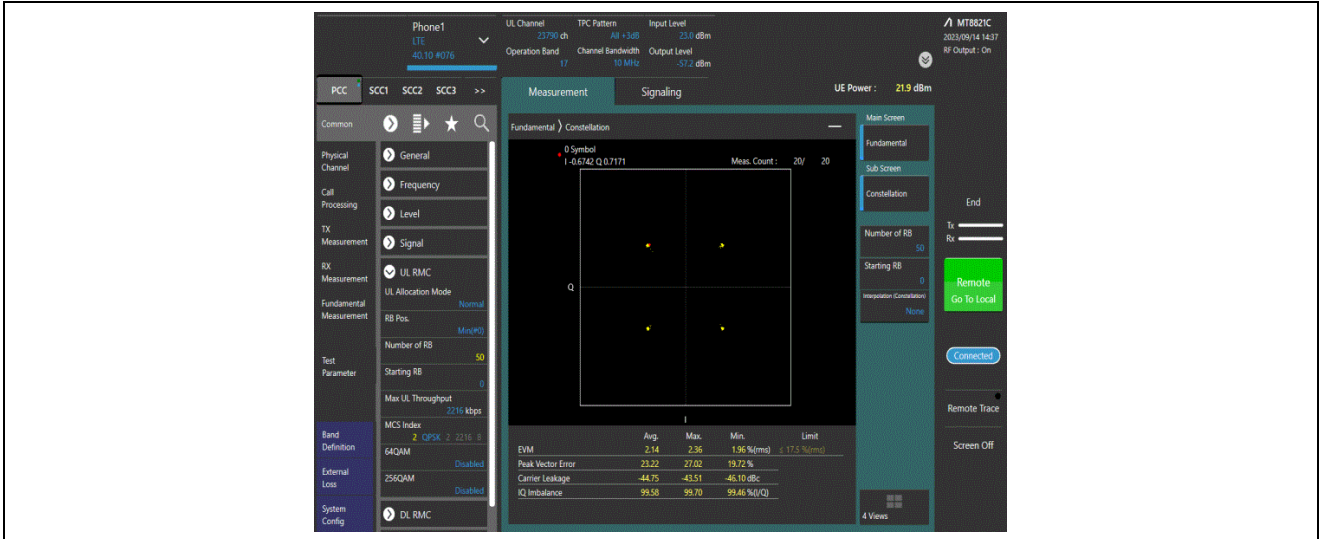 Phone1
LTE
40.10 #076
UL Channel TPC Pattern Input Level
23790 ch All +3dB 23.0 dBm
Operation Band Channel Bandwidth Output Level
17 10 MHz -57.2 dBm
MT8821C
2023/09/14 14:37
RF Output : On
PCC SCC1 SCC2 SCC3 >>
Measurement Signaling
UE Power : 21.9 dBm
Common
Physical Channel
Call Processing
TX Measurement
RX Measurement
Fundamental Measurement
Test Parameter
Band Definition
External Loss
System Config
General
Frequency
Level
Signal
UL RMC
UL Allocation Mode
Normal
RB Pos.
Min(#0)
Number of RB
50
Starting RB
0
Max UL Throughput
2216 kbps
MCS Index
2 QPSK 2 2216 8
64QAM
Disabled
256QAM
Disabled
DL RMC
Fundamental 〉 Constellation
0 Symbol
I -0.6742 Q 0.7171 Meas. Count : 20/ 20
Q
I
Avg. Max. Min. Limit
EVM 2.14 2.36 1.96 %(rms) ≤ 17.5 %(rms)
Peak Vector Error 23.22 27.02 19.72 %
Carrier Leakage -44.75 -43.51 -46.10 dBc
IQ Imbalance 99.58 99.70 99.46 %(I/Q)
Main Screen
Fundamental
Sub Screen
Constellation
Number of RB
50
Starting RB
0
Interpolation (Constellation)
None
4 Views
End
Tx
Rx
Remote
Go To Local
Connected
Remote Trace
Screen Off